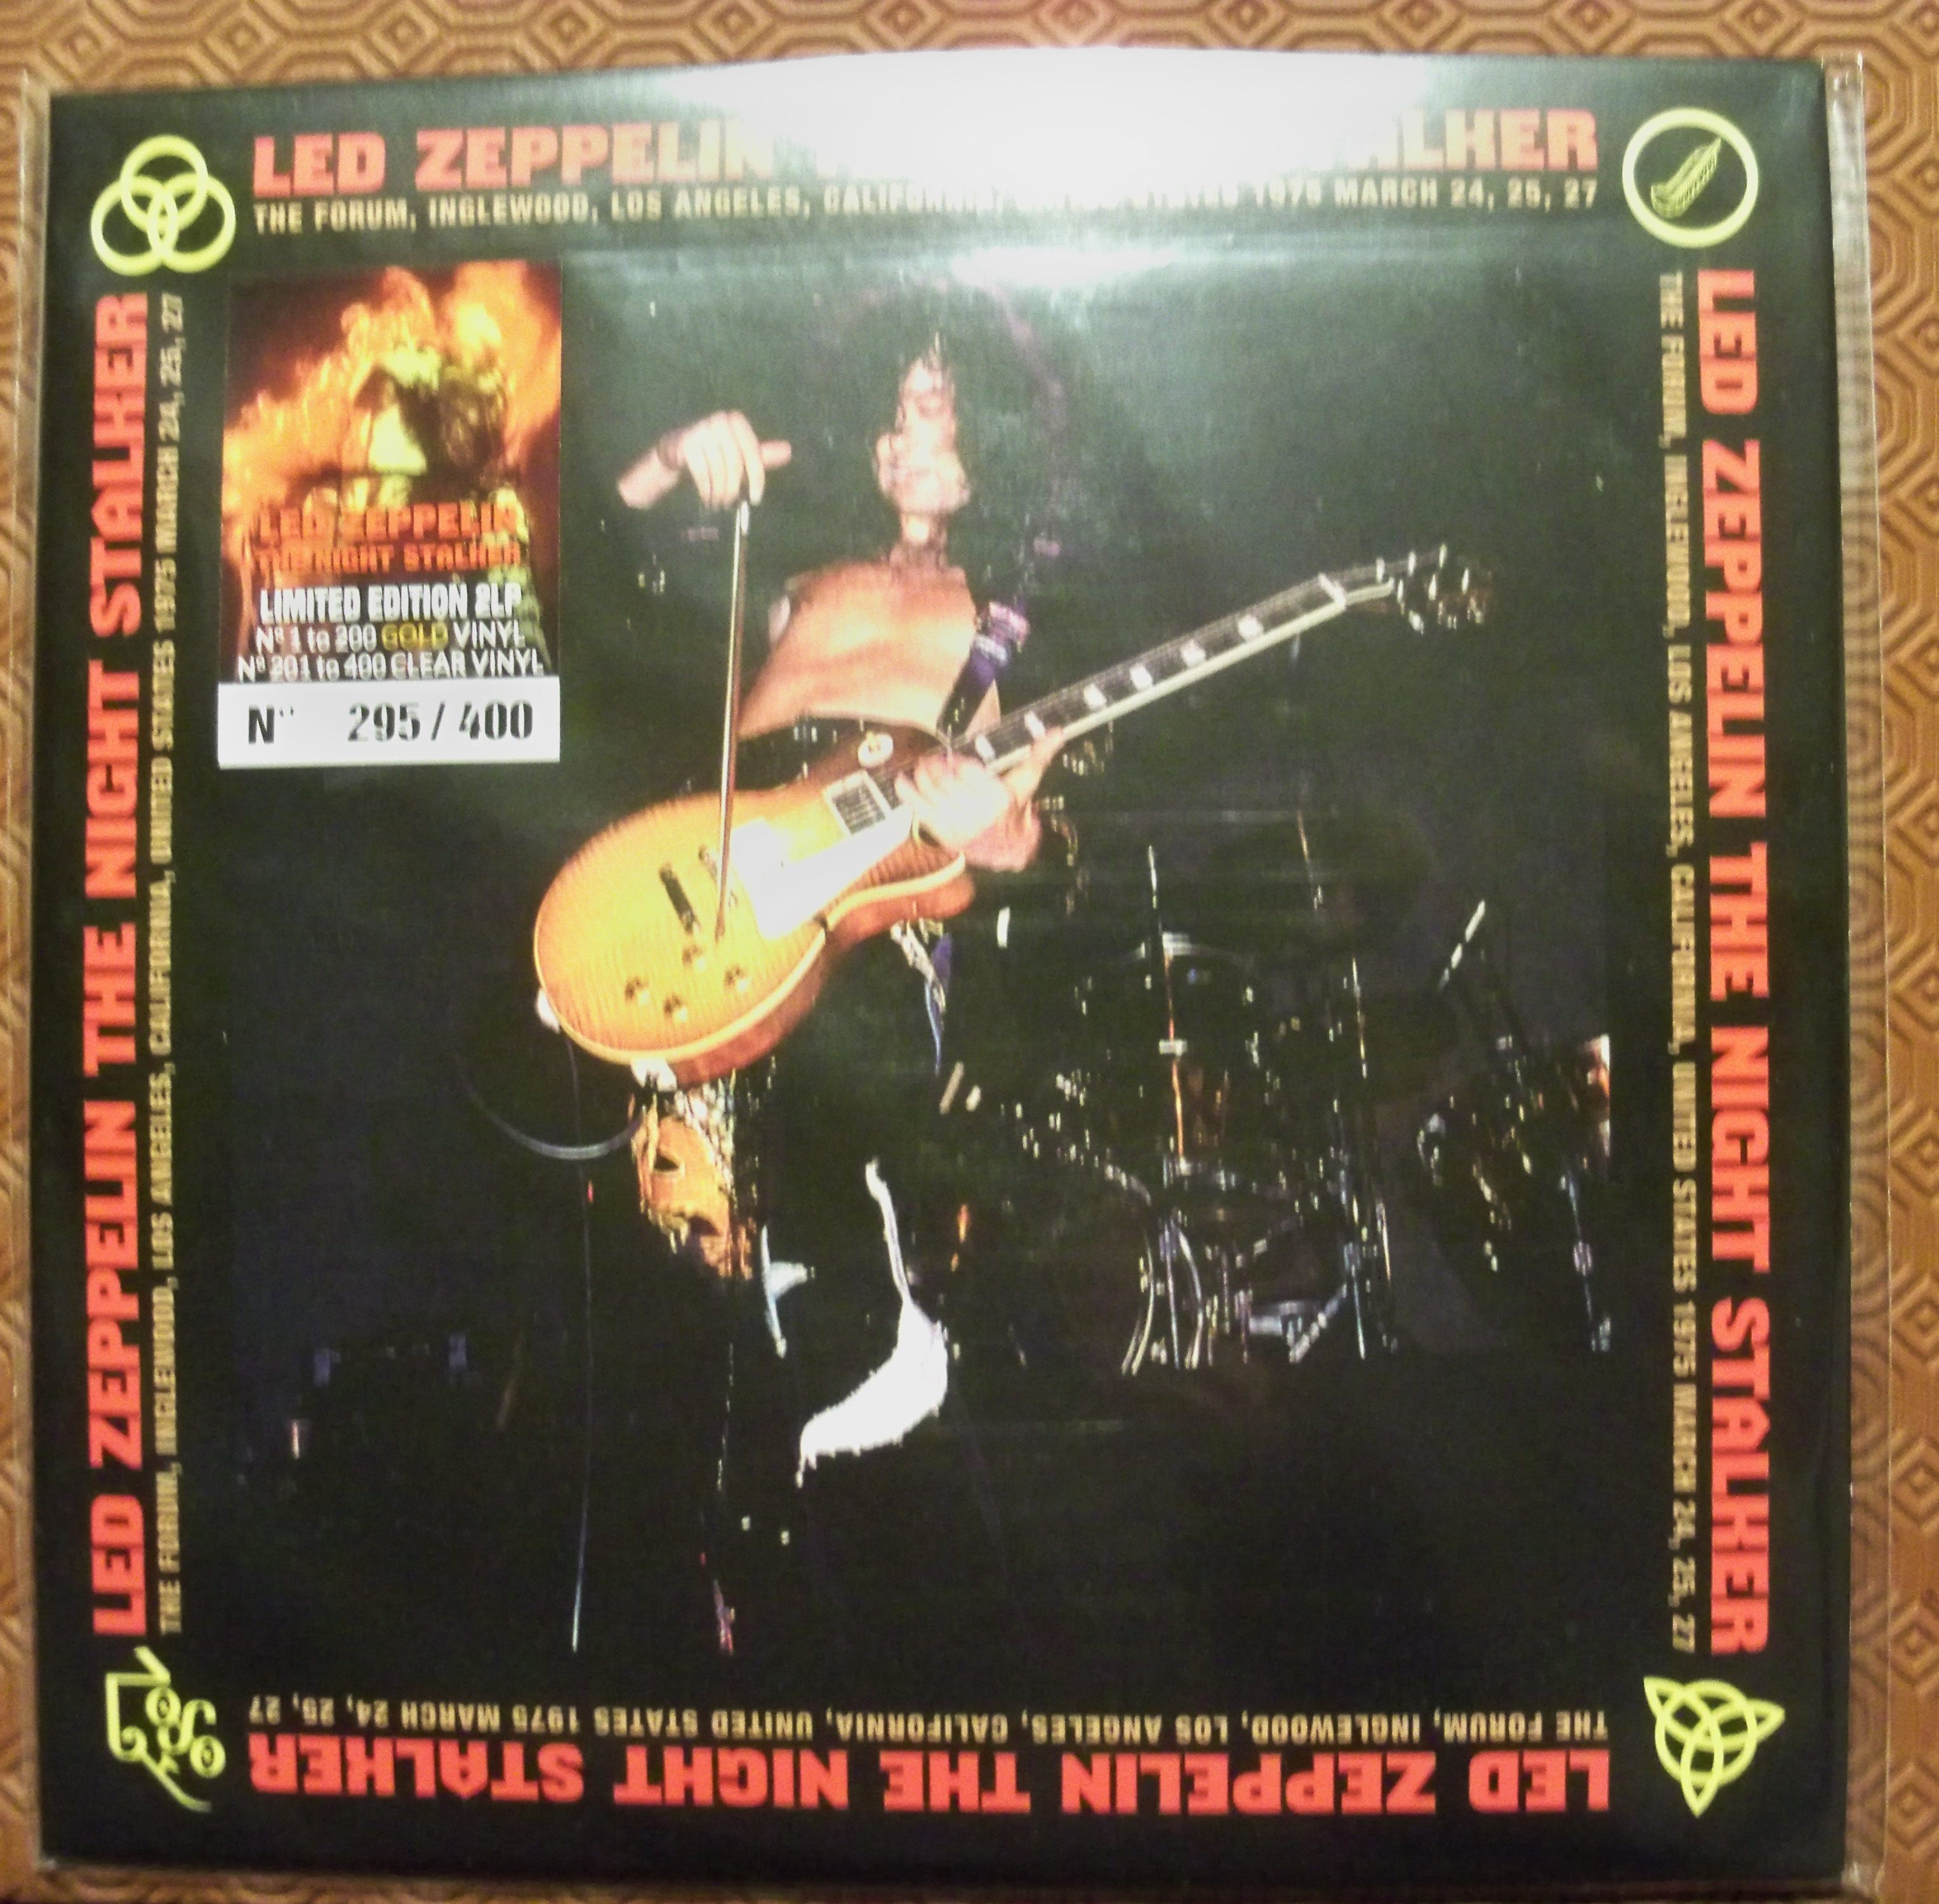 LED ZEPPELIN STALKER
THE FORUM, INGLEWOOD, LOS ANGELES, CALIFORNIA, UNITED STATES 1975 MARCH 24, 25, 27
LED ZEPPELIN THE NIGHT STALKER
THE FORUM, INGLEWOOD, LOS ANGELES, CALIFORNIA, UNITED STATES 1975 MARCH 24, 25, 27
LED ZEPPELIN
THE NIGHT STALKER
LIMITED EDITION 2LP
Nº 1 to 200 GOLD VINYL
Nº 201 to 400 CLEAR VINYL
N° 295 / 400
LED ZEPPELIN THE NIGHT STALKER
THE FORUM, INGLEWOOD, LOS ANGELES, CALIFORNIA, UNITED STATES 1975 MARCH 24, 25, 27
LED ZEPPELIN THE NIGHT STALKER
THE FORUM, INGLEWOOD, LOS ANGELES, CALIFORNIA, UNITED STATES 1975 MARCH 24, 25, 27
ZoSo